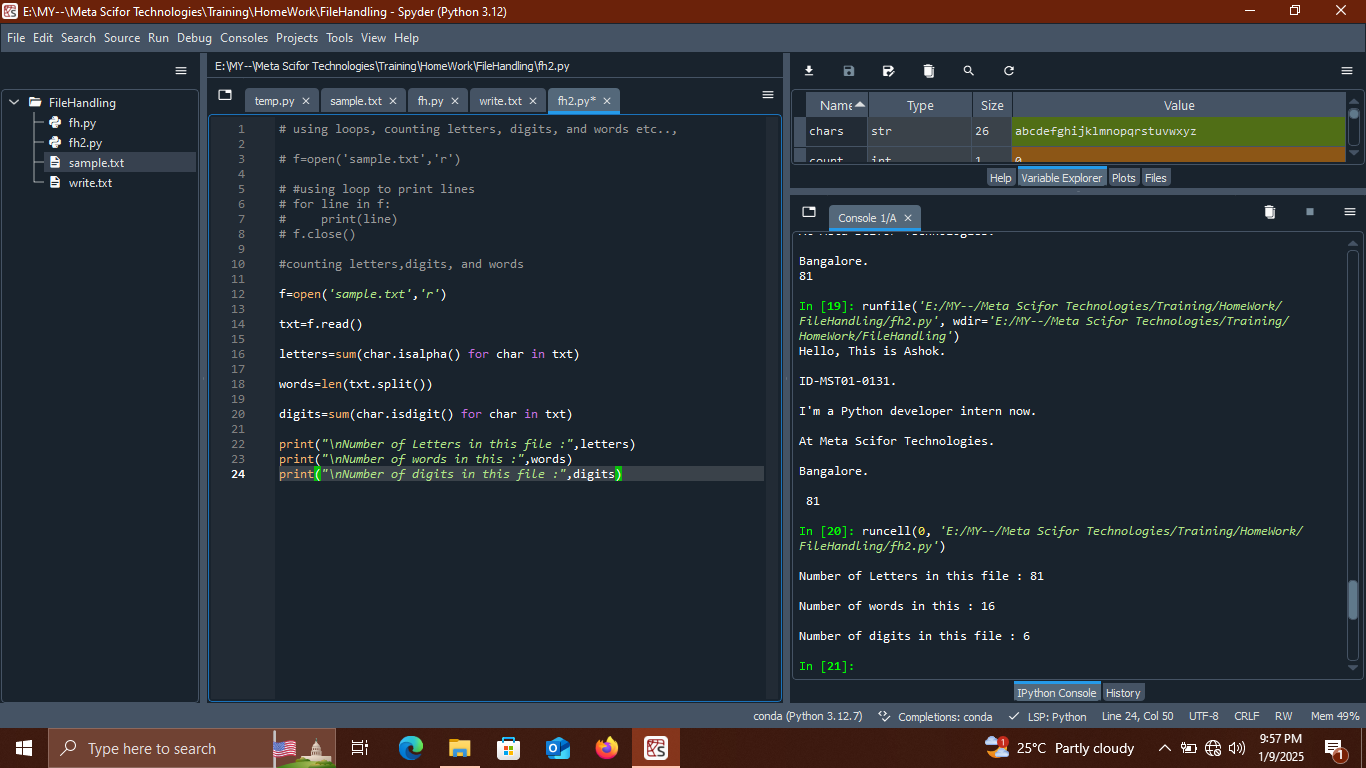 E:\MY--\Meta Scifor Technologies\Training\HomeWork\FileHandling - Spyder (Python 3.12)
File Edit Search Source Run Debug Consoles Projects Tools View Help
FileHandling
fh.py
fh2.py
sample.txt
write.txt
E:\MY--\Meta Scifor Technologies\Training\HomeWork\FileHandling\fh2.py
temp.py sample.txt fh.py write.txt fh2.py*
1 # using loops, counting letters, digits, and words etc..,
2
3 # f=open('sample.txt','r')
4
5 # #using loop to print lines
6 # for line in f:
7 #     print(line)
8 # f.close()
9
10 #counting letters,digits, and words
11
12 f=open('sample.txt','r')
13
14 txt=f.read()
15
16 letters=sum(char.isalpha() for char in txt)
17
18 words=len(txt.split())
19
20 digits=sum(char.isdigit() for char in txt)
21
22 print("\nNumber of Letters in this file :",letters)
23 print("\nNumber of words in this :",words)
24 print("\nNumber of digits in this file :",digits)
Name Type Size Value
chars str 26 abcdefghijklmnopqrstuvwxyz
count int 1 0
Help Variable Explorer Plots Files
Console 1/A
At Meta Scifor Technologies.
Bangalore.
81
In [19]: runfile('E:/MY--/Meta Scifor Technologies/Training/HomeWork/
FileHandling/fh2.py', wdir='E:/MY--/Meta Scifor Technologies/Training/
HomeWork/FileHandling')
Hello, This is Ashok.
ID-MST01-0131.
I'm a Python developer intern now.
At Meta Scifor Technologies.
Bangalore.
81
In [20]: runcell(0, 'E:/MY--/Meta Scifor Technologies/Training/HomeWork/
FileHandling/fh2.py')
Number of Letters in this file : 81
Number of words in this : 16
Number of digits in this file : 6
In [21]:
IPython Console History
conda (Python 3.12.7) Completions: conda LSP: Python Line 24, Col 50 UTF-8 CRLF RW Mem 49%
Type here to search
25°C Partly cloudy
9:57 PM
1/9/2025
1